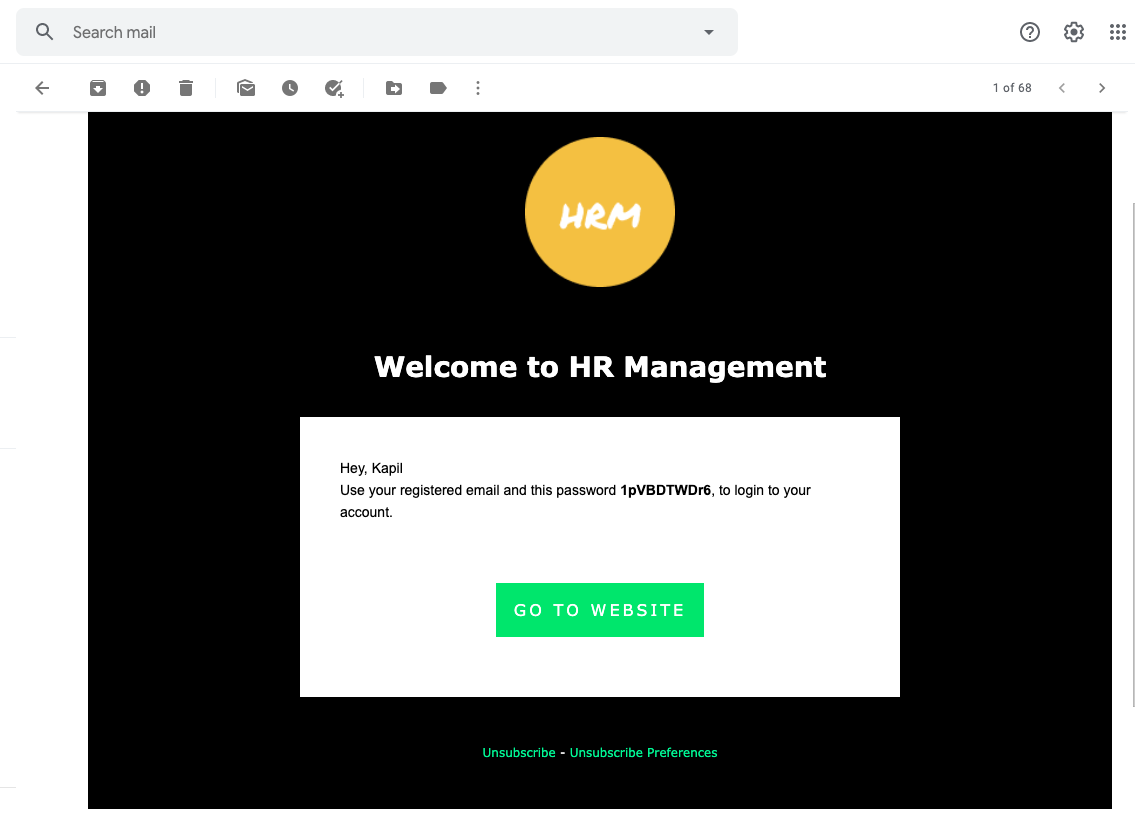 Search mail
1 of 68
HRM
Welcome to HR Management
Hey, Kapil
Use your registered email and this password 1pVBDTWDr6, to login to your
account.
GO TO WEBSITE
Unsubscribe - Unsubscribe Preferences